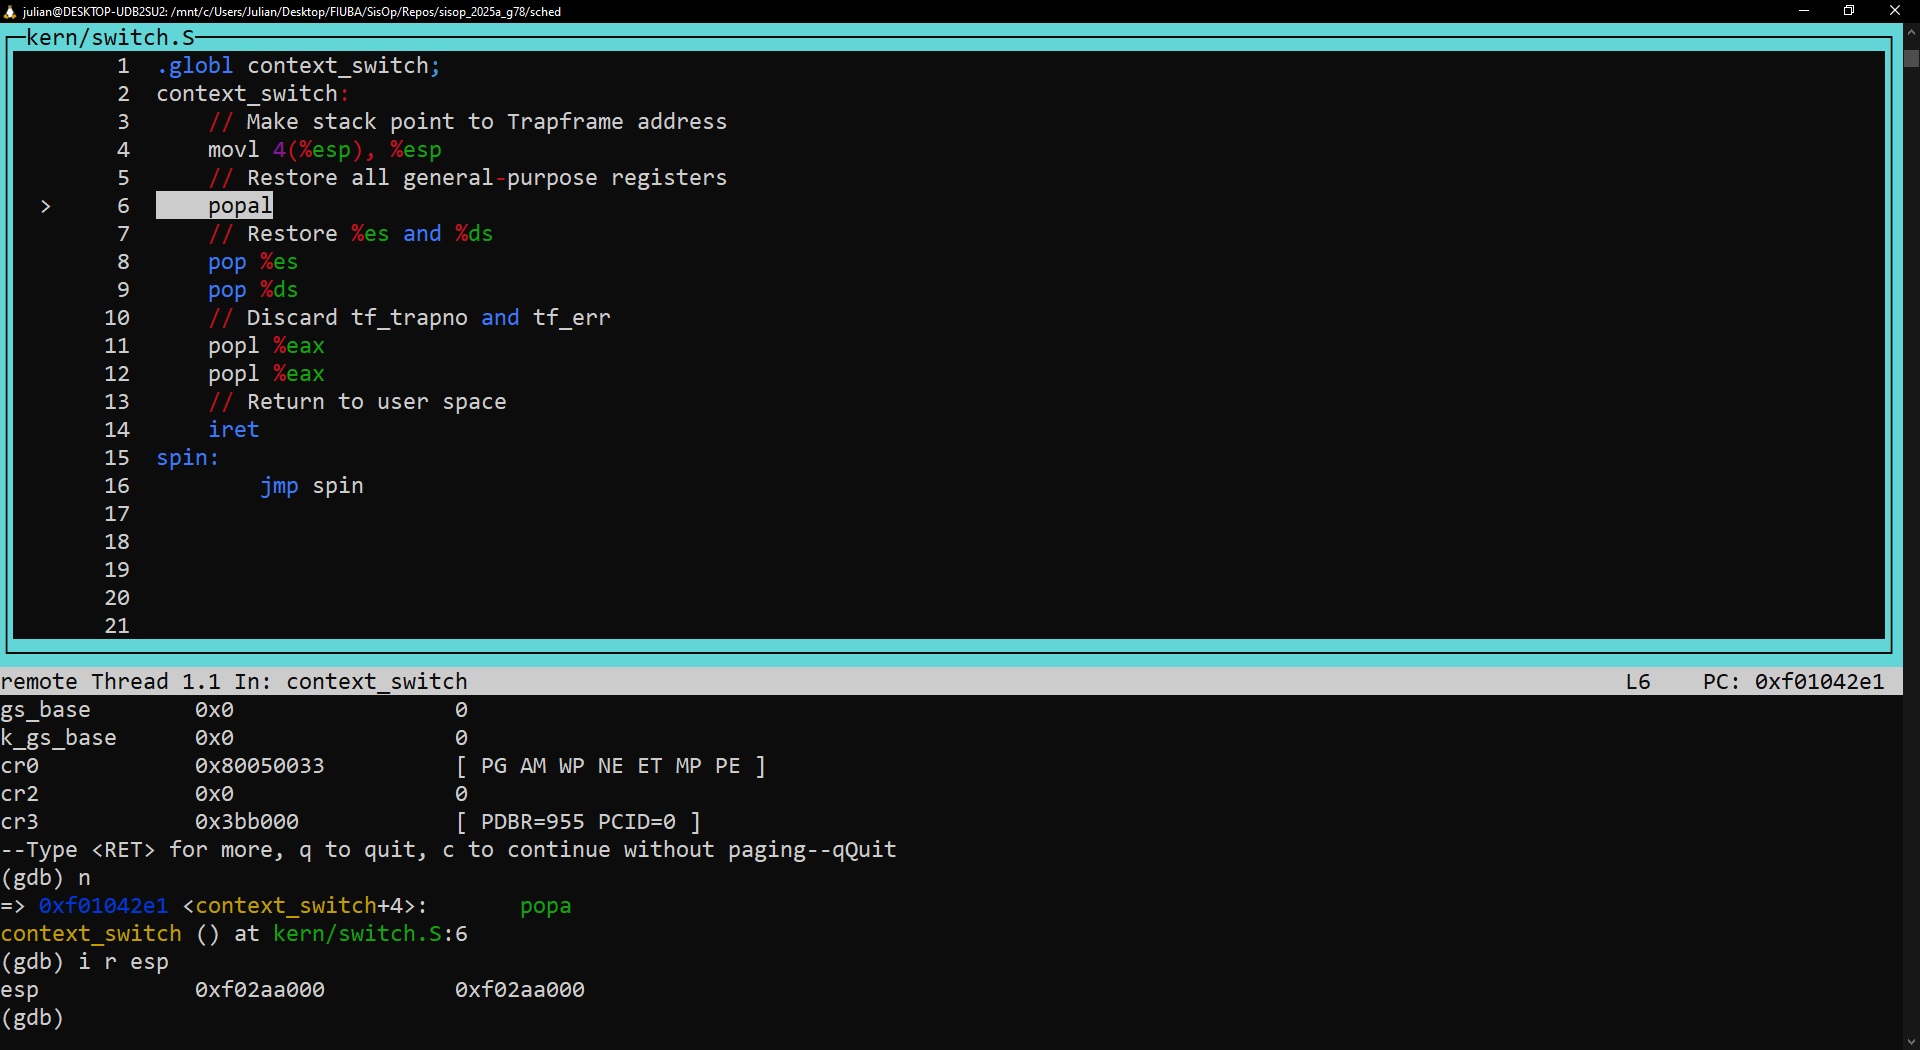 julian@DESKTOP-UDB2SU2: /mnt/c/Users/Julian/Desktop/FIUBA/SisOp/Repos/sisop_2025a_g78/sched
kern/switch.S
1 .globl context_switch;
2 context_switch:
3 // Make stack point to Trapframe address
4 movl 4(%esp), %esp
5 // Restore all general-purpose registers
> 6 popal
7 // Restore %es and %ds
8 pop %es
9 pop %ds
10 // Discard tf_trapno and tf_err
11 popl %eax
12 popl %eax
13 // Return to user space
14 iret
15 spin:
16 jmp spin
17
18
19
20
21
remote Thread 1.1 In: context_switch L6 PC: 0xf01042e1
gs_base 0x0 0
k_gs_base 0x0 0
cr0 0x80050033 [ PG AM WP NE ET MP PE ]
cr2 0x0 0
cr3 0x3bb000 [ PDBR=955 PCID=0 ]
--Type <RET> for more, q to quit, c to continue without paging--qQuit
(gdb) n
=> 0xf01042e1 <context_switch+4>: popa
context_switch () at kern/switch.S:6
(gdb) i r esp
esp 0xf02aa000 0xf02aa000
(gdb)